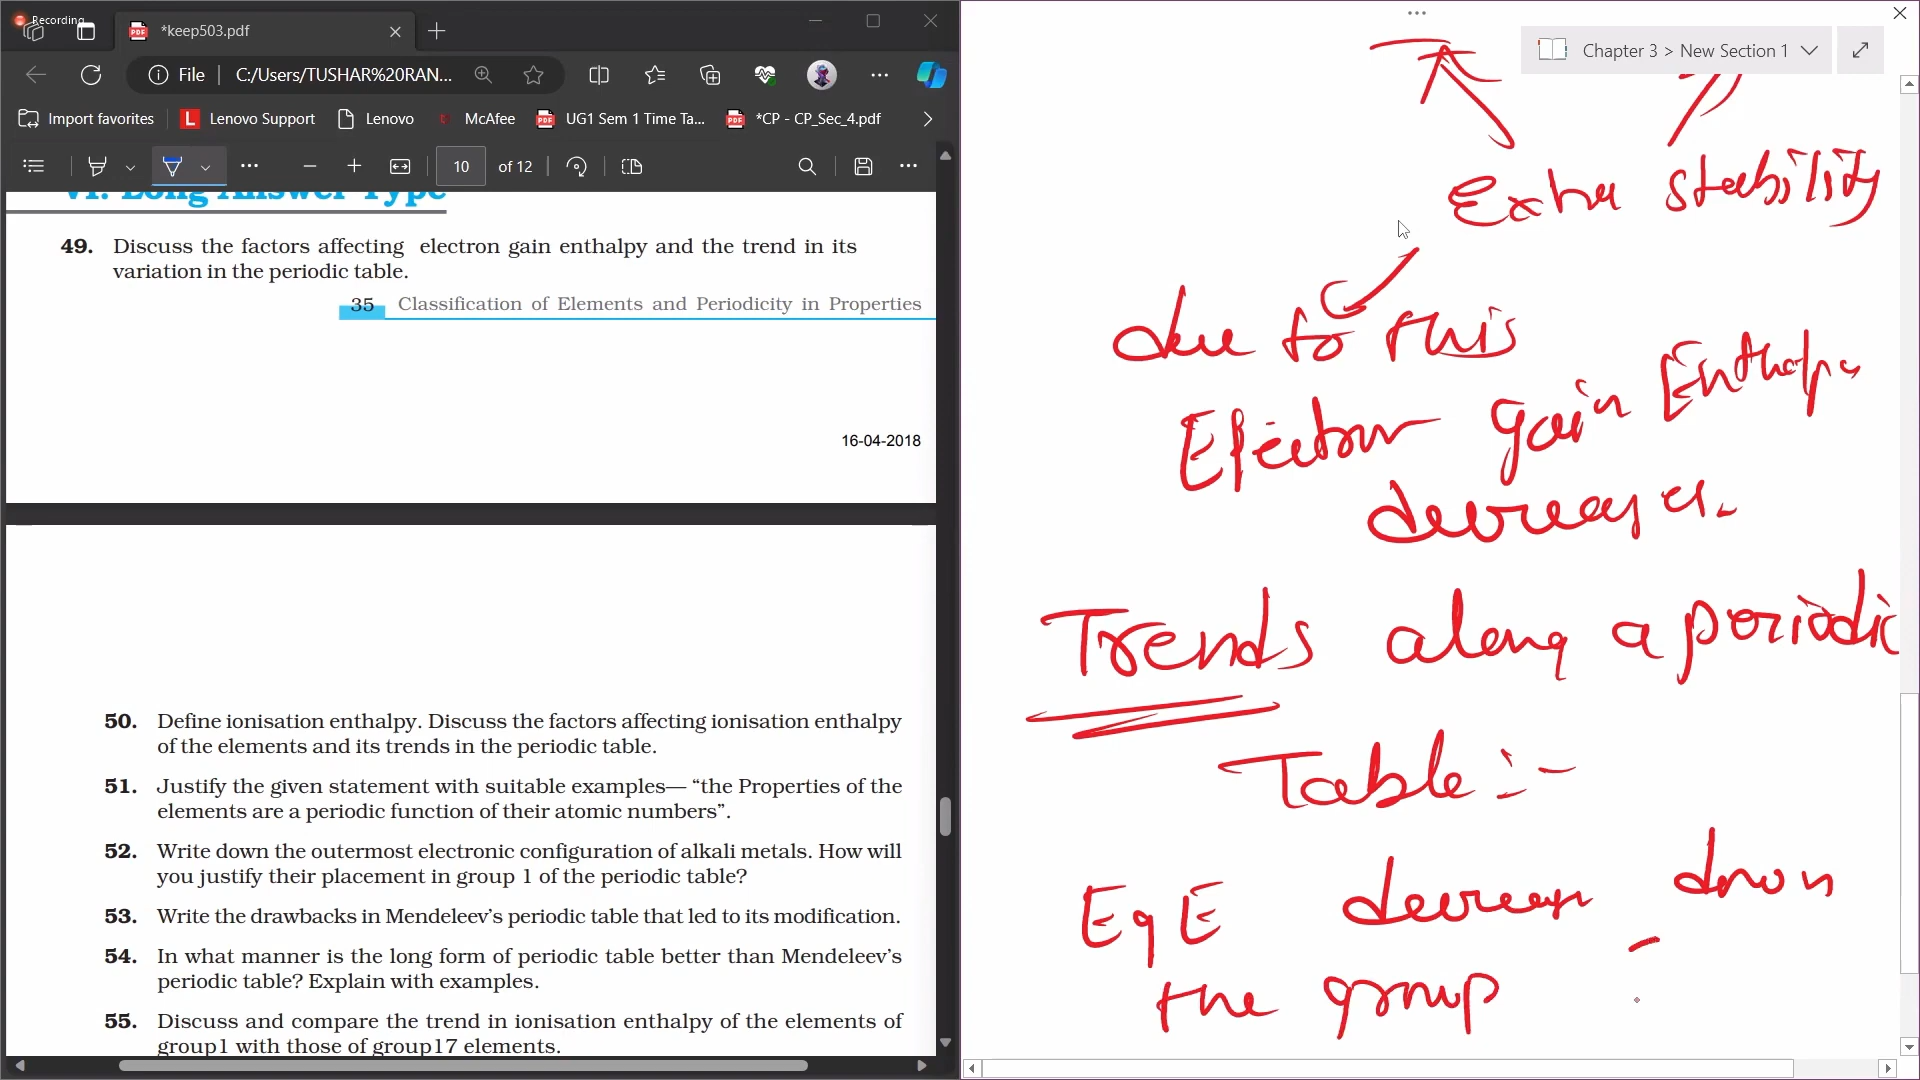 Recording
*keep503.pdf
File
C:/Users/TUSHAR%20RAN...
Import favorites
Lenovo Support
Lenovo
McAfee
UG1 Sem 1 Time Ta...
*CP - CP_Sec_4.pdf
10 of 12
VI. Long Answer Type
49. Discuss the factors affecting electron gain enthalpy and the trend in its
variation in the periodic table.
35 Classification of Elements and Periodicity in Properties
16-04-2018
50. Define ionisation enthalpy. Discuss the factors affecting ionisation enthalpy
of the elements and its trends in the periodic table.
51. Justify the given statement with suitable examples— “the Properties of the
elements are a periodic function of their atomic numbers”.
52. Write down the outermost electronic configuration of alkali metals. How will
you justify their placement in group 1 of the periodic table?
53. Write the drawbacks in Mendeleev’s periodic table that led to its modification.
54. In what manner is the long form of periodic table better than Mendeleev’s
periodic table? Explain with examples.
55. Discuss and compare the trend in ionisation enthalpy of the elements of
group1 with those of group17 elements.
Chapter 3 > New Section 1
Extra stability
due to this
Electron gain Enthalpy
decreases.
Trends along a periodic
Table :-
EgE decreases down
the group